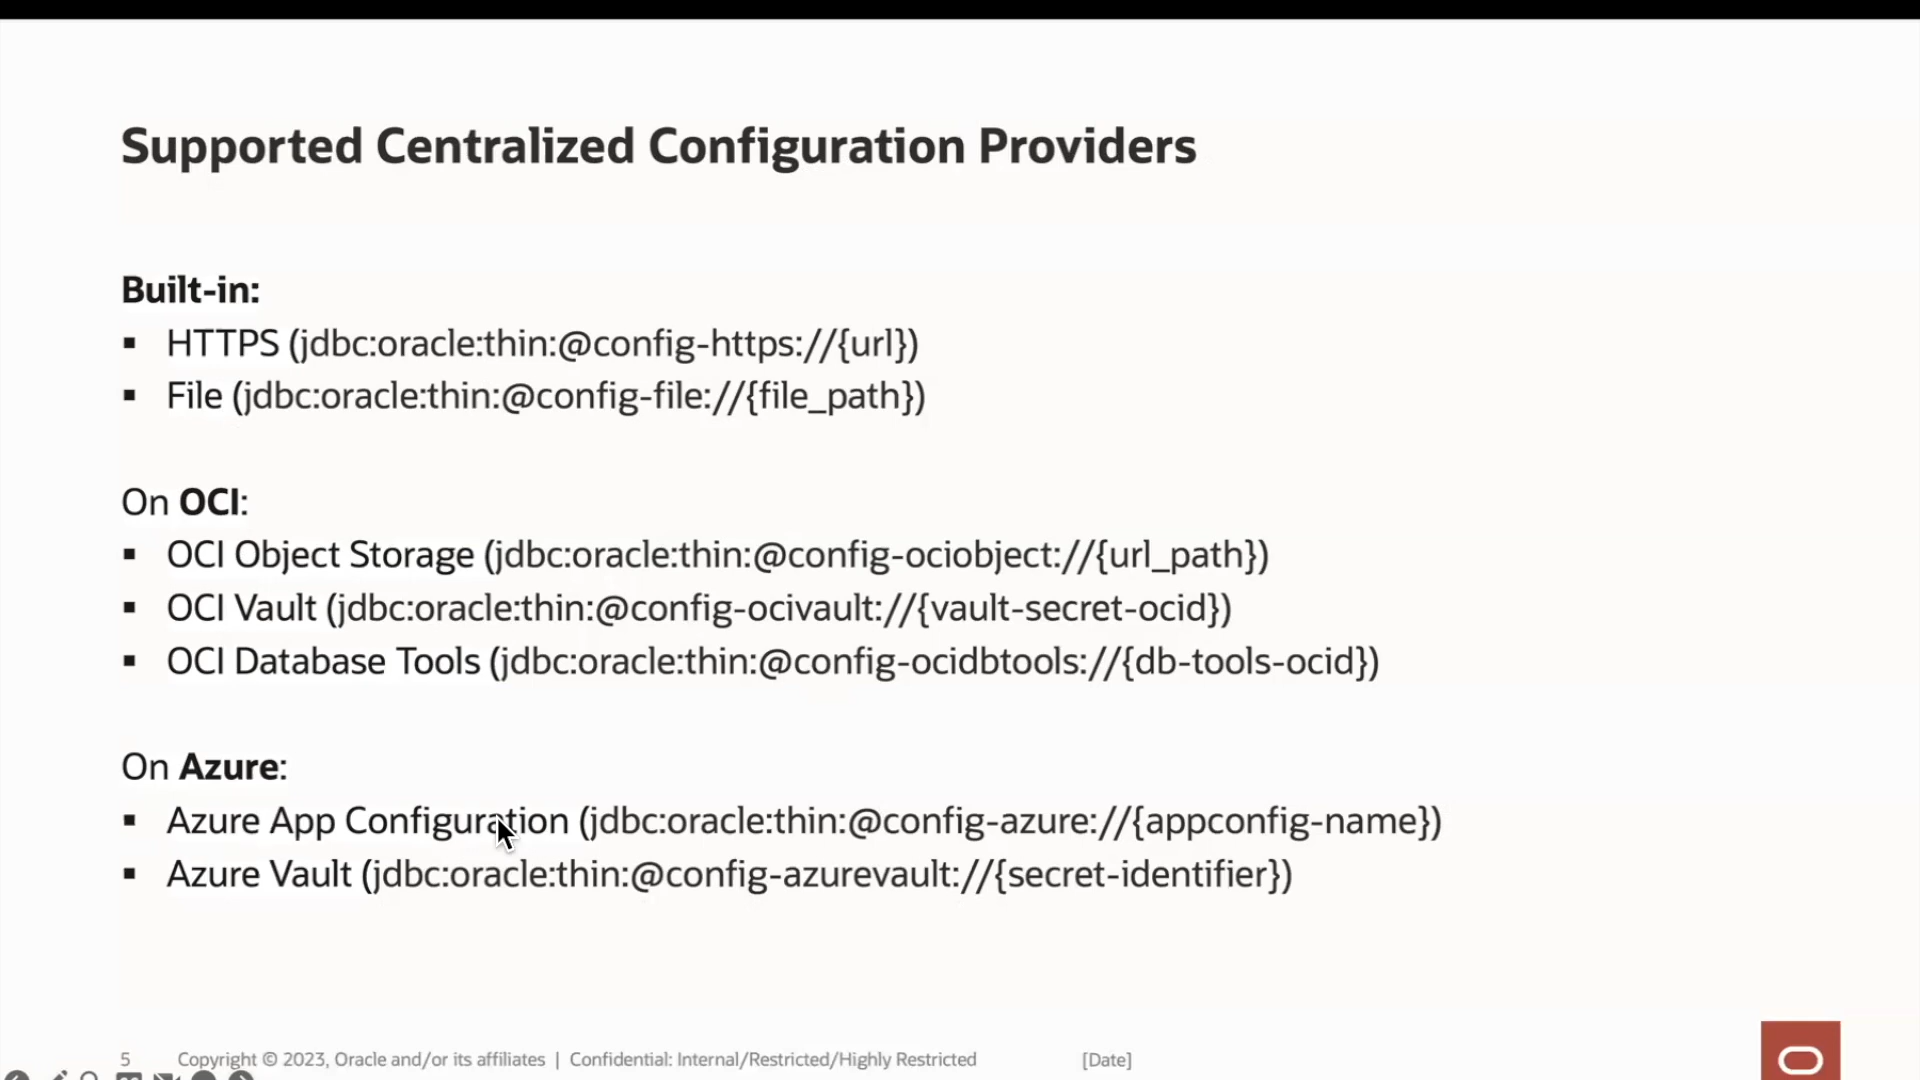 Supported Centralized Configuration Providers
Built-in:
▪ HTTPS (jdbc:oracle:thin:@config-https://{url})
▪ File (jdbc:oracle:thin:@config-file://{file_path})
On OCI:
▪ OCI Object Storage (jdbc:oracle:thin:@config-ociobject://{url_path})
▪ OCI Vault (jdbc:oracle:thin:@config-ocivault://{vault-secret-ocid})
▪ OCI Database Tools (jdbc:oracle:thin:@config-ocidbtools://{db-tools-ocid})
On Azure:
▪ Azure App Configuration (jdbc:oracle:thin:@config-azure://{appconfig-name})
▪ Azure Vault (jdbc:oracle:thin:@config-azurevault://{secret-identifier})
5 Copyright © 2023, Oracle and/or its affiliates | Confidential: Internal/Restricted/Highly Restricted [Date]